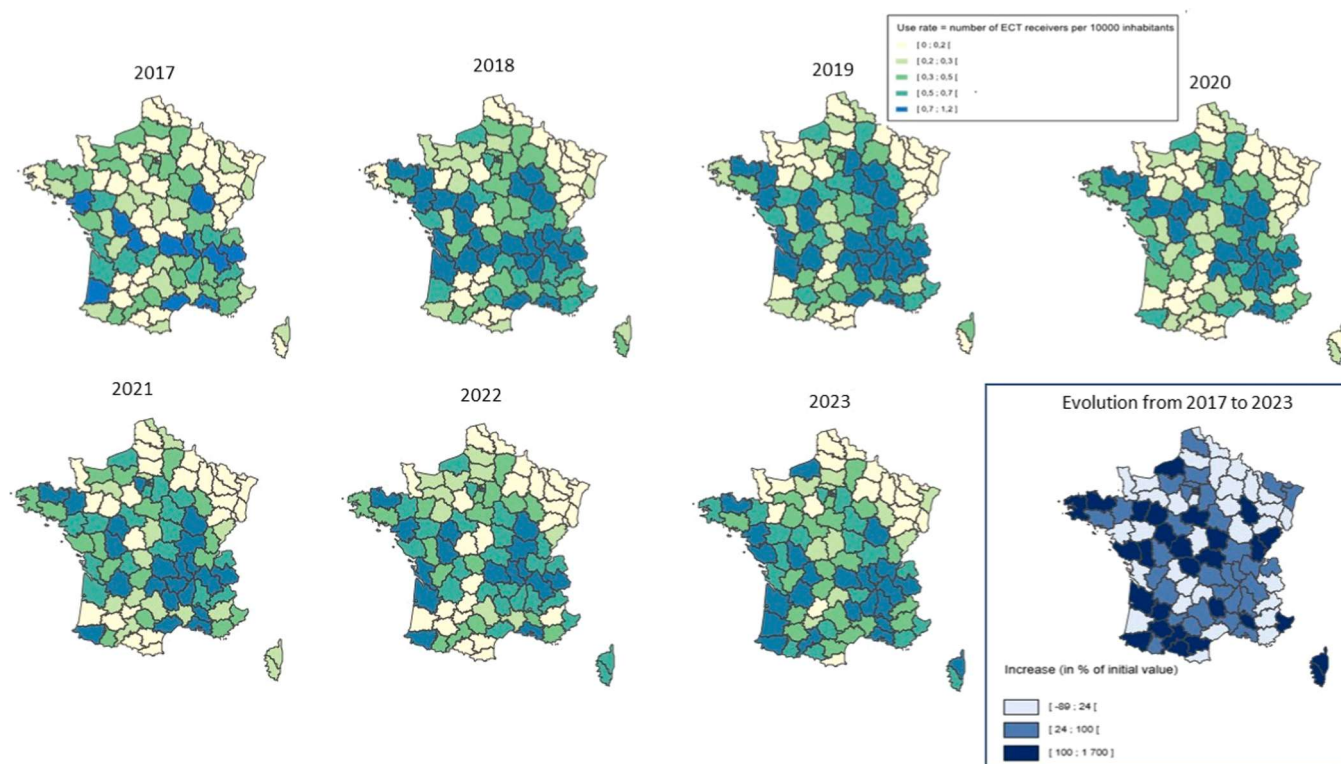 Use rate = number of ECT receivers per 10000 inhabitants
[ 0 ; 0,2 [
[ 0,2 ; 0,3 [
[ 0,3 ; 0,5 [
[ 0,5 ; 0,7 [
[ 0,7 ; 1,2 [
2017
2018
2019
2020
2021
2022
2023
Evolution from 2017 to 2023
Increase (in % of initial value)
[ -89 ; 24 [
[ 24 ; 100 [
[ 100 ; 1 700 ]